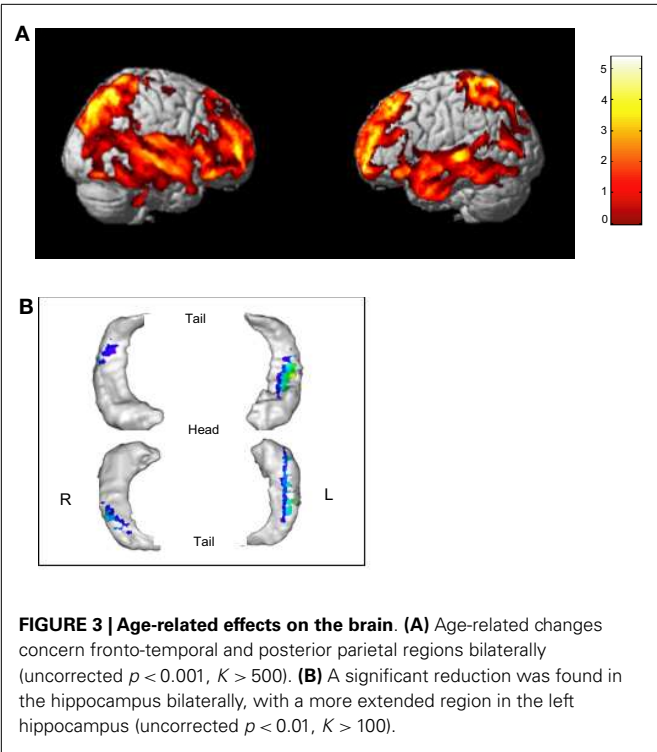 A
5
4
3
2
1
0
B
Tail
Head
R
L
Tail
FIGURE 3 | Age-related effects on the brain. (A) Age-related changes
concern fronto-temporal and posterior parietal regions bilaterally
(uncorrected p < 0.001, K > 500). (B) A significant reduction was found in
the hippocampus bilaterally, with a more extended region in the left
hippocampus (uncorrected p < 0.01, K > 100).